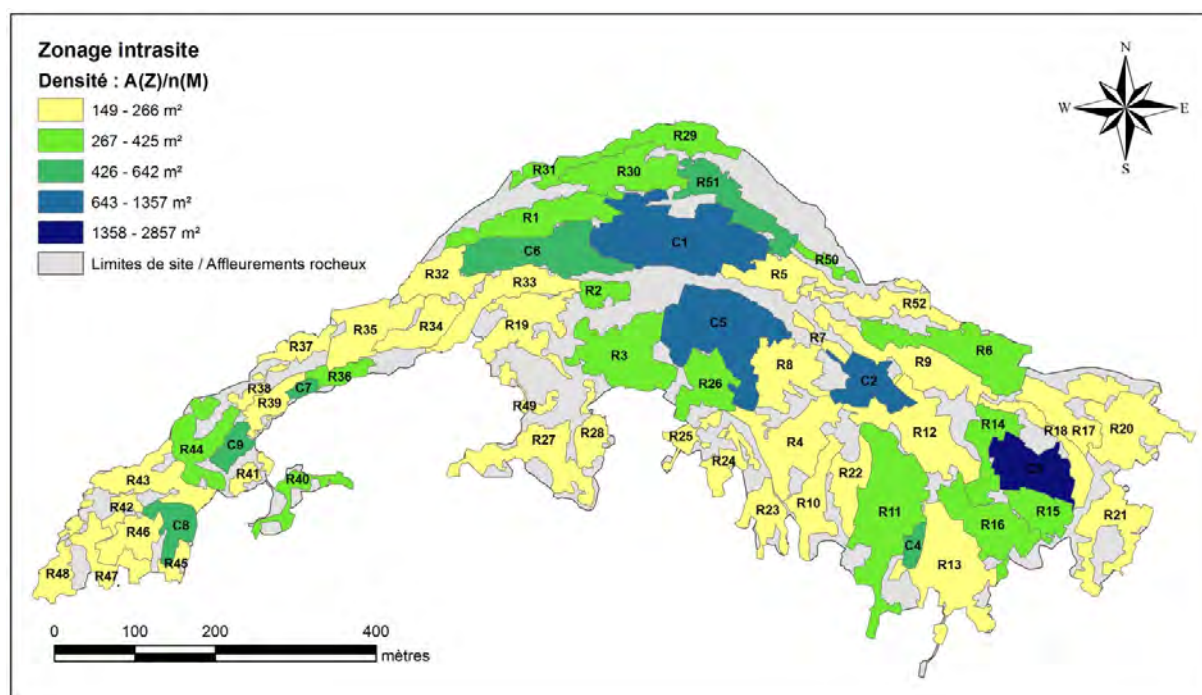 Zonage intrasite
Densité : A(Z)/n(M)
149 - 266 m²
267 - 425 m²
426 - 642 m²
643 - 1357 m²
1358 - 2857 m²
Limites de site / Affleurements rocheux
N
W E
S
R29
R31 R30 R51
R1
C6 C1
R50
R32 R33 R5
R2 R52
R35 R34 R19 C5 R7
R37 R6
R3 R8 R9
R36 C2
R38 C7 R26
R39 R49
R14
R44 C9 R25 R4 R12 R18 R17 R20
R27 R28
R24 C3
R43 R41 R22
R40
R42 R23 R10 R11 R16 R15 R21
R46 C8
C4
R48 R47 R45 R13
0 100 200 400
mètres